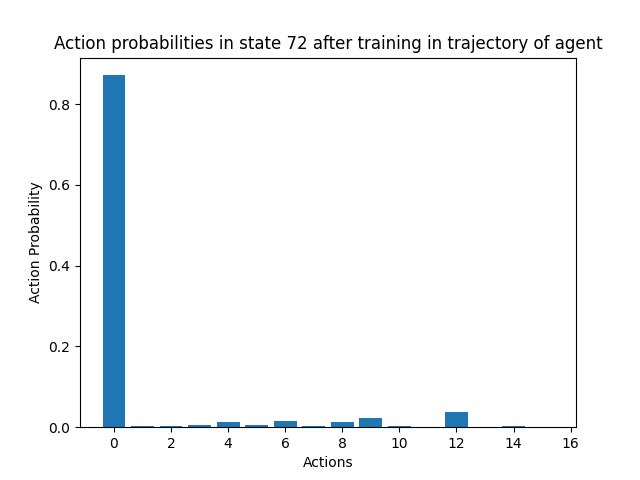 Action probabilities in state 72 after training in trajectory of agent
Action Probability
0.8
0.6
0.4
0.2
0.0
0 2 4 6 8 10 12 14 16
Actions